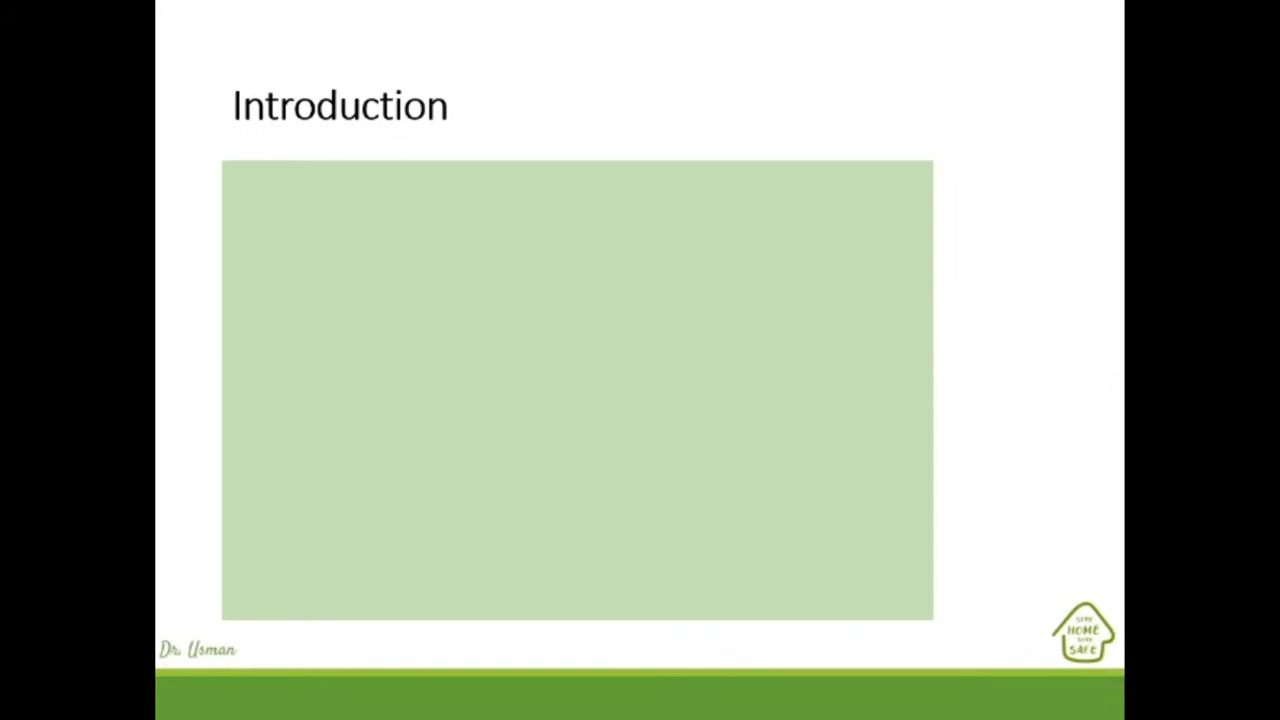 Introduction
Dr. Usman
STAY
HOME
STAY
SAFE